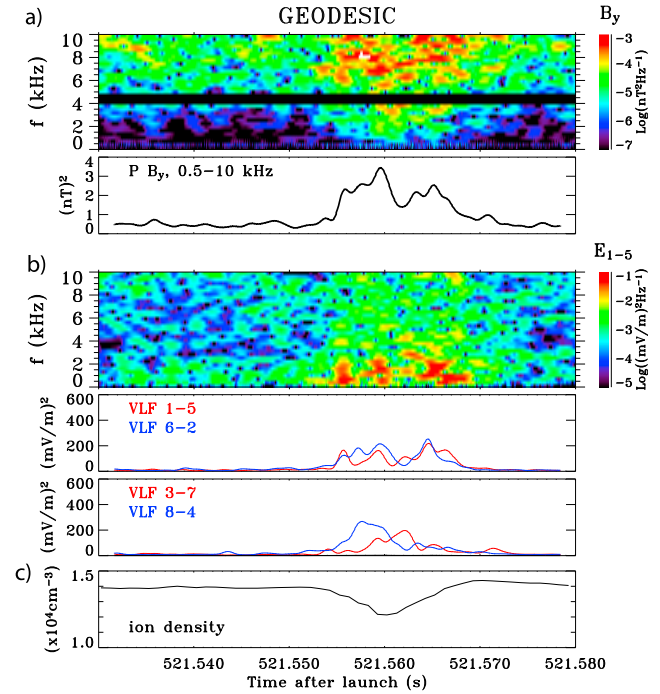 GEODESIC
a)
By
10
8
6
4
2
0
f (kHz)
-3
-4
-5
-6
-7
Log(nT²Hz⁻¹)
P By, 0.5-10 kHz
4
3
2
1
0
(nT)²
b)
E1-5
10
8
6
4
2
0
f (kHz)
-1
-2
-3
-4
-5
Log((mV/m)²Hz⁻¹)
600
400
200
0
(mV/m)²
VLF 1-5
VLF 6-2
600
400
200
0
(mV/m)²
VLF 3-7
VLF 8-4
c)
1.5
1.0
(x10⁴cm⁻³)
ion density
521.540 521.550 521.560 521.570 521.580
Time after launch (s)